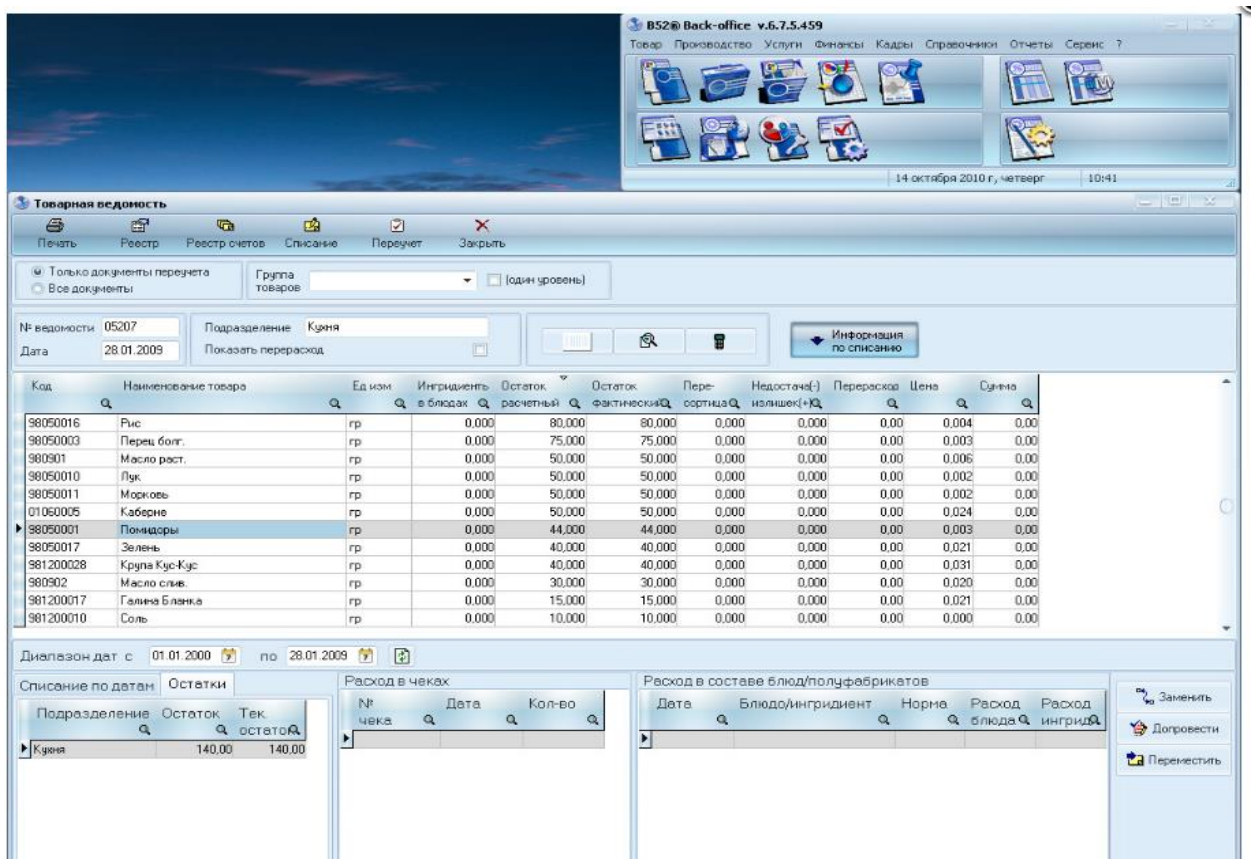 B52® Back-office v.6.7.5.459
Товар Производство Услуги Финансы Кадры Справочники Отчеты Сервис ?
14 октября 2010 г, четверг 10:41
Товарная ведомость
Печать Реестр Реестр счетов Списание Переучет Закрыть
Только документы переучета
Все документы
Группа товаров
(один уровень)
№ ведомости 05207 Подразделение Кухня
Дата 28.01.2009 Показать перерасход
Информация по списанию
Код Наименование товара Ед изм Ингридиенть Остаток Остаток Пере- Недостача(-) Перерасход Цена Сумма
в блюдах расчетный фактический сортица излишек(+)
98050016 Рис гр 0,000 80,000 80,000 0,000 0,000 0,00 0,004 0,00
98050003 Перец болг. гр 0,000 75,000 75,000 0,000 0,000 0,00 0,003 0,00
980901 Масло раст. гр 0,000 50,000 50,000 0,000 0,000 0,00 0,006 0,00
98050010 Лук гр 0,000 50,000 50,000 0,000 0,000 0,00 0,002 0,00
98050011 Морковь гр 0,000 50,000 50,000 0,000 0,000 0,00 0,002 0,00
01060005 Каберне гр 0,000 50,000 50,000 0,000 0,000 0,00 0,024 0,00
98050001 Помидоры гр 0,000 44,000 44,000 0,000 0,000 0,00 0,003 0,00
98050017 Зелень гр 0,000 40,000 40,000 0,000 0,000 0,00 0,021 0,00
981200028 Крупа Кус-Кус гр 0,000 40,000 40,000 0,000 0,000 0,00 0,031 0,00
980902 Масло слив. гр 0,000 30,000 30,000 0,000 0,000 0,00 0,020 0,00
981200017 Галина Бланка гр 0,000 15,000 15,000 0,000 0,000 0,00 0,021 0,00
981200010 Соль гр 0,000 10,000 10,000 0,000 0,000 0,00 0,000 0,00
Диапазон дат с 01.01.2000 по 28.01.2009
Списание по датам Остатки
Подразделение Остаток Тек.
остаток
Кухня 140,00 140,00
Расход в чеках
№ Дата Кол-во
чека
Расход в составе блюд/полуфабрикатов
Дата Блюдо/ингридиент Норма Расход Расход
блюда ингрид
Заменить
Допровести
Переместить